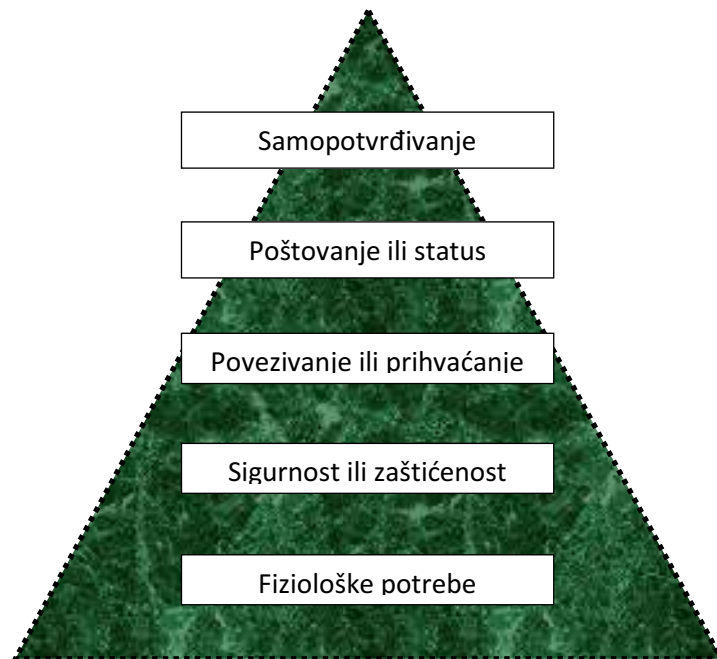 Samopotvrđivanje
Poštovanje ili status
Povezivanje ili prihvaćanje
Sigurnost ili zaštićenost
Fiziološke potrebe